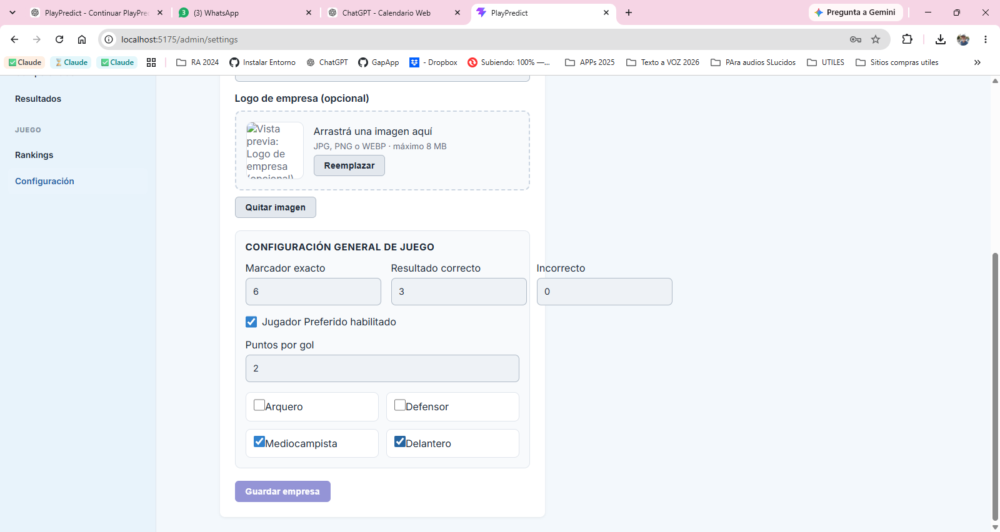 PlayPredict - Continuar PlayPre
3
(3) WhatsApp
ChatGPT - Calendario Web
PlayPredict
Pregunta a Gemini
localhost:5175/admin/settings
Claude
Claude
Claude
RA 2024
Instalar Entorno
ChatGPT
GapApp
- Dropbox
Subiendo: 100% —...
APPs 2025
Texto a VOZ 2026
PAra audios SLucidos
UTILES
Sitios compras utiles
»
Resultados
JUEGO
Rankings
Configuración
Logo de empresa (opcional)
Vista
previa:
Logo de
empresa
(opcional)
Arrastrá una imagen aquí
JPG, PNG o WEBP · máximo 8 MB
Reemplazar
Quitar imagen
CONFIGURACIÓN GENERAL DE JUEGO
Marcador exacto
Resultado correcto
Incorrecto
6
3
0
Jugador Preferido habilitado
Puntos por gol
2
Arquero
Defensor
Mediocampista
Delantero
Guardar empresa